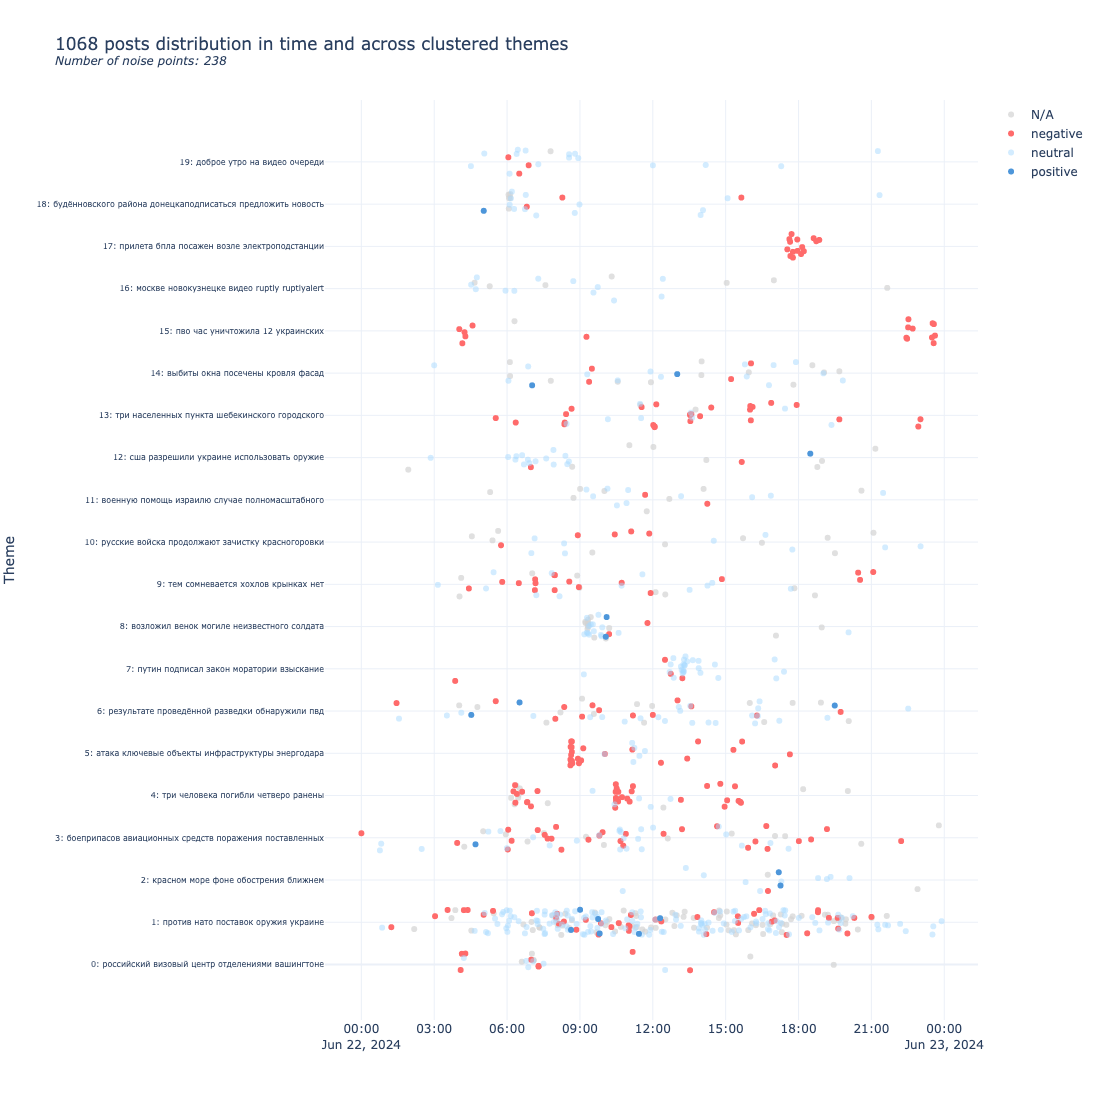 1068 posts distribution in time and across clustered themes
Number of noise points: 238
N/A
negative
neutral
positive
Theme
19: доброе утро на видео очереди
18: будённовского района донецкаподписаться предложить новость
17: прилета бпла посажен возле электроподстанции
16: москве новокузнецке видео ruptly ruptlyalert
15: пво час уничтожила 12 украинских
14: выбиты окна посечены кровля фасад
13: три населенных пункта шебекинского городского
12: сша разрешили украине использовать оружие
11: военную помощь израилю случае полномасштабного
10: русские войска продолжают зачистку красногоровки
9: тем сомневается хохлов крынках нет
8: возложил венок могиле неизвестного солдата
7: путин подписал закон моратории взыскание
6: результате проведённой разведки обнаружили пвд
5: атака ключевые объекты инфраструктуры энергодара
4: три человека погибли четверо ранены
3: боеприпасов авиационных средств поражения поставленных
2: красном море фоне обострения ближнем
1: против нато поставок оружия украине
0: российский визовый центр отделениями вашингтоне
00:00 03:00 06:00 09:00 12:00 15:00 18:00 21:00 00:00
Jun 22, 2024 Jun 23, 2024